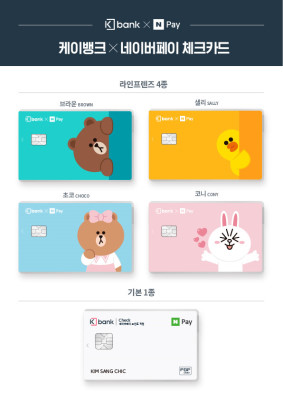 K bank × N Pay
케이뱅크 × 네이버페이 체크카드
라인프렌즈 4종
브라운 BROWN
샐리 SALLY
K bank × N Pay
K bank × N Pay
초코 CHOCO
코니 CONY
K bank × N Pay
K bank × N Pay
기본 1종
K bank Check
N Pay
KIM SANG CHIC